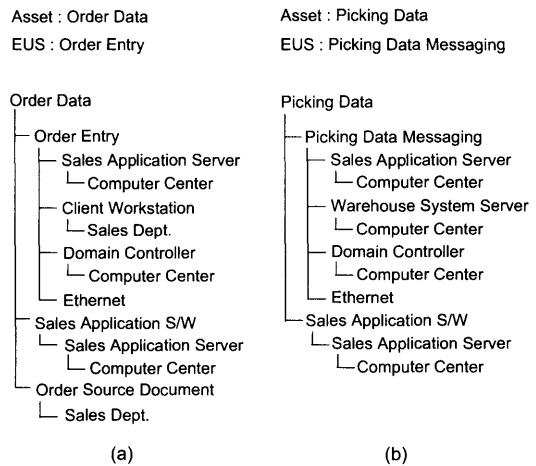 Asset : Order Data
EUS : Order Entry
Order Data
Order Entry
Sales Application Server
Computer Center
Client Workstation
Sales Dept.
Domain Controller
Computer Center
Ethernet
Sales Application S/W
Sales Application Server
Computer Center
Order Source Document
Sales Dept.
(a)
Asset : Picking Data
EUS : Picking Data Messaging
Picking Data
Picking Data Messaging
Sales Application Server
Computer Center
Warehouse System Server
Computer Center
Domain Controller
Computer Center
Ethernet
Sales Application S/W
Sales Application Server
Computer Center
(b)